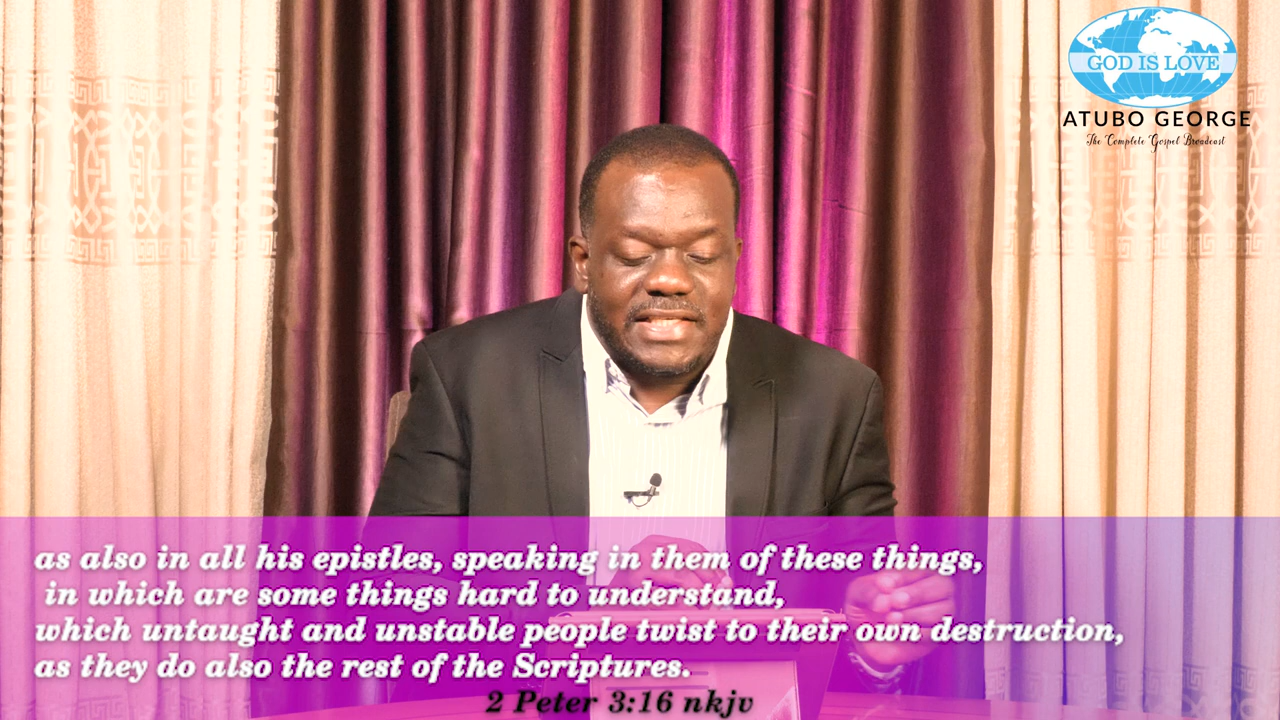 GOD IS LOVE
ATUBO GEORGE
The Complete Gospel Broadcast
as also in all his epistles, speaking in them of these things,
in which are some things hard to understand,
which untaught and unstable people twist to their own destruction,
as they do also the rest of the Scriptures.
2 Peter 3:16 nkjv